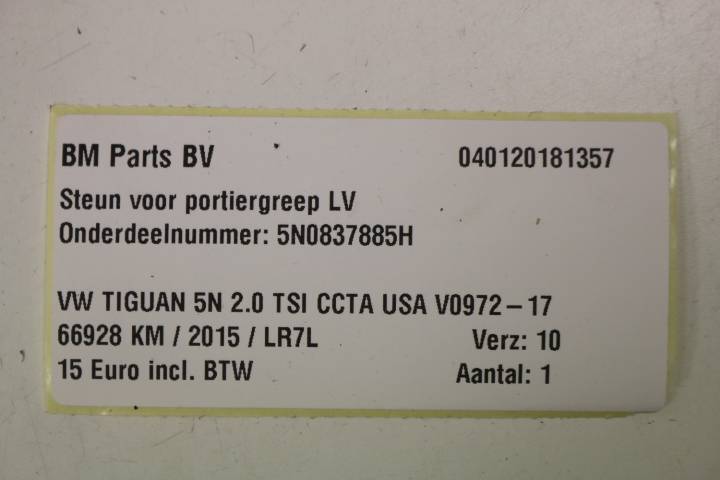 BM Parts BV 040120181357
Steun voor portiergreep LV
Onderdeelnummer: 5N0837885H
VW TIGUAN 5N 2.0 TSI CCTA USA V0972-17
66928 KM / 2015 / LR7L Verz: 10
15 Euro incl. BTW Aantal: 1